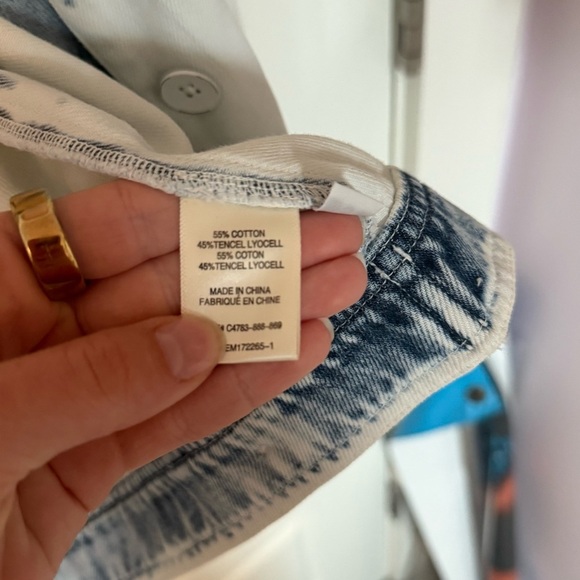 55% COTTON
45%TENCEL LYOCELL
55% COTON
45%TENCEL LYOCELL
MADE IN CHINA
FABRIQUÉ EN CHINE
C4783-888-869
EM172265-1